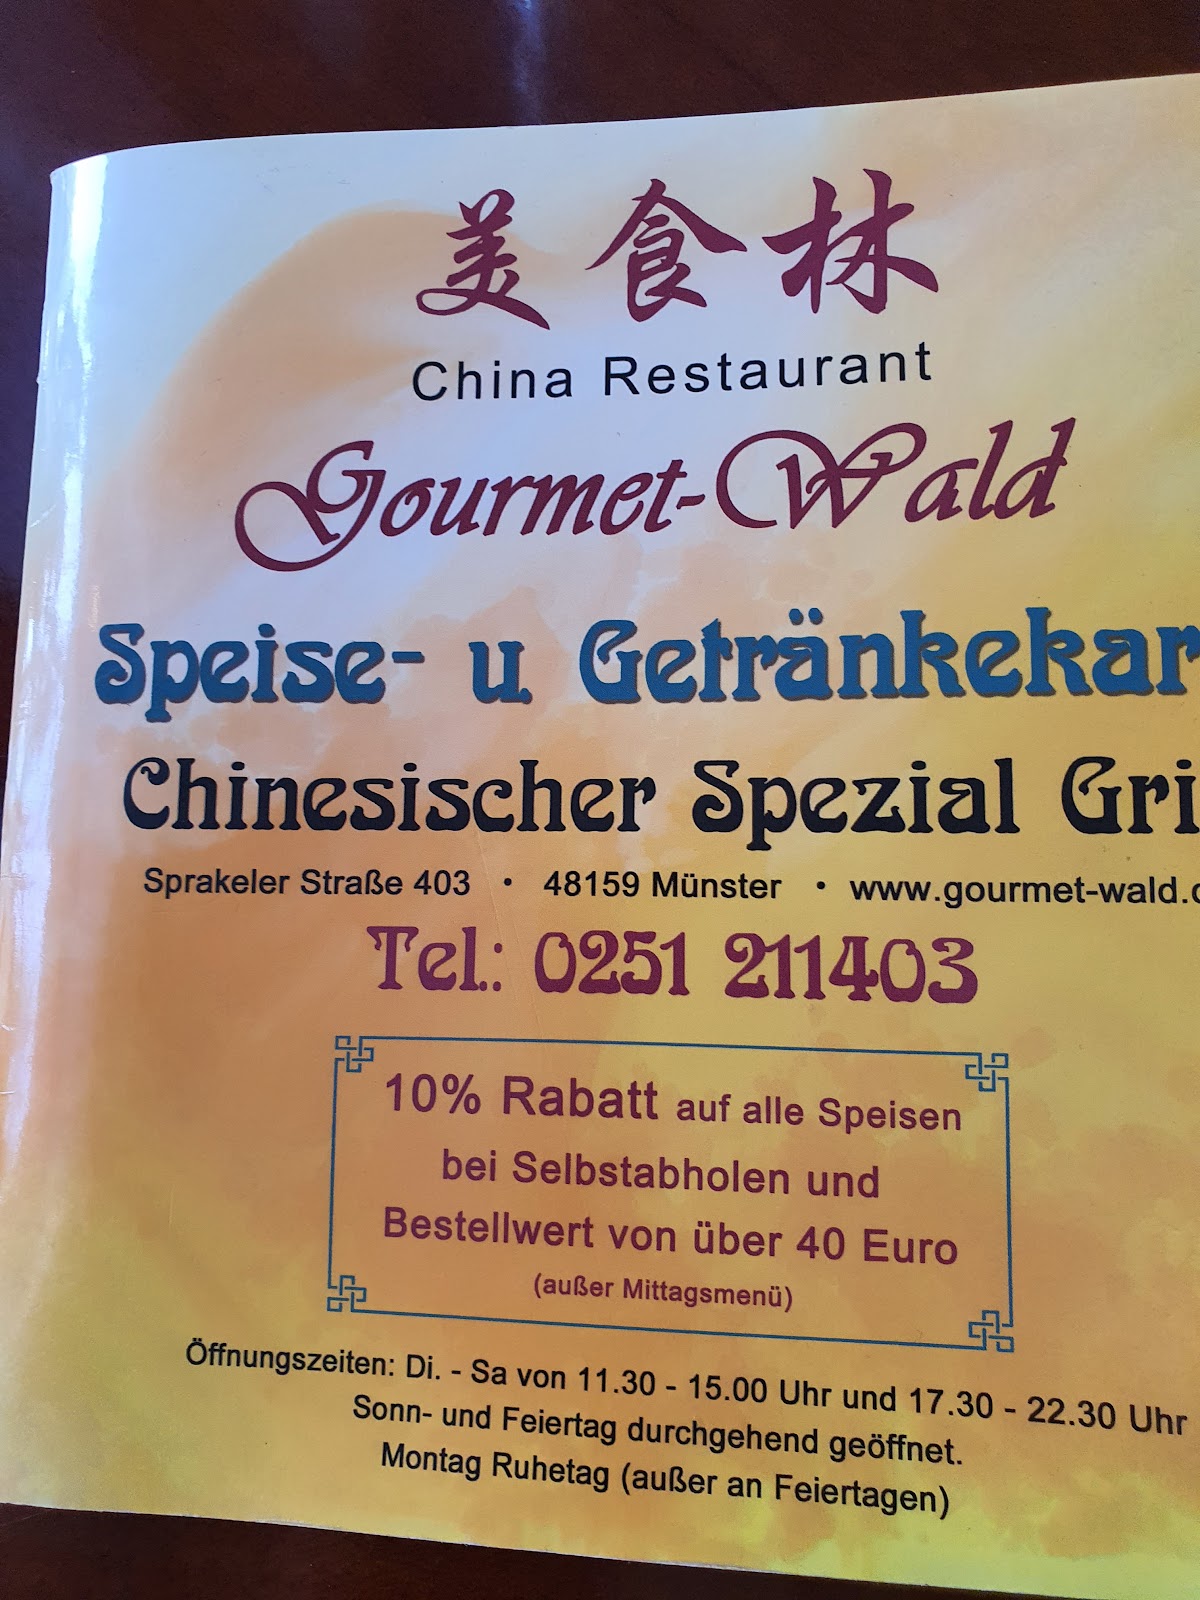 美食林
China Restaurant
Gourmet-Wald
Speise- u. Getränkekar
Chinesischer Spezial Gri
Sprakeler Straße 403 • 48159 Münster • www.gourmet-wald.
Tel.: 0251 211403
10% Rabatt auf alle Speisen
bei Selbstabholen und
Bestellwert von über 40 Euro
(außer Mittagsmenü)
Öffnungszeiten: Di. - Sa von 11.30 - 15.00 Uhr und 17.30 - 22.30 Uhr
Sonn- und Feiertag durchgehend geöffnet.
Montag Ruhetag (außer an Feiertagen)